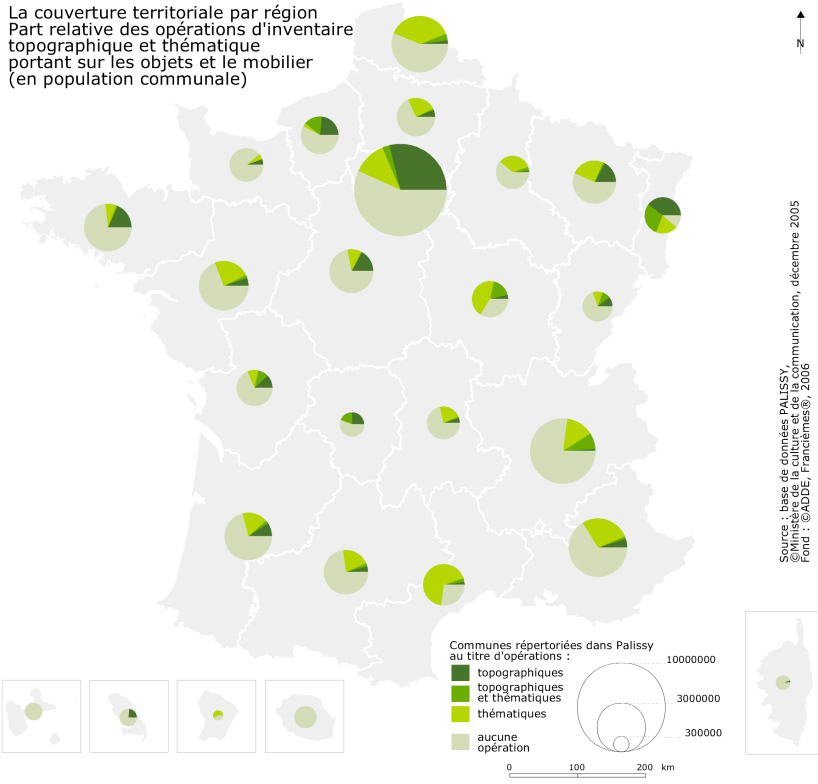 La couverture territoriale par région
Part relative des opérations d'inventaire
topographique et thématique
portant sur les objets et le mobilier
(en population communale)
N
Source : base de données PALISSY,
©Ministère de la culture et de la communication, décembre 2005
Fond : ©ADDE, Francièmes®, 2006
Communes répertoriées dans Palissy
au titre d'opérations :
topographiques
topographiques
et thématiques
thématiques
aucune
opération
10000000
3000000
300000
0 100 200 km